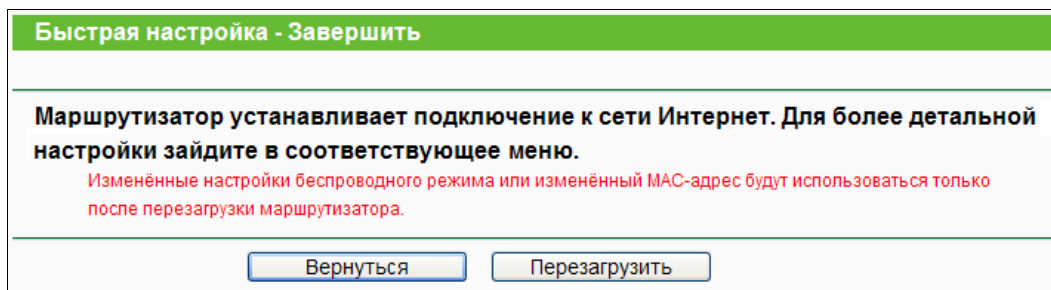 Быстрая настройка - Завершить
Маршрутизатор устанавливает подключение к сети Интернет. Для более детальной
настройки зайдите в соответствующее меню.
Изменённые настройки беспроводного режима или изменённый MAC-адрес будут использоваться только
после перезагрузки маршрутизатора.
Вернуться Перезагрузить